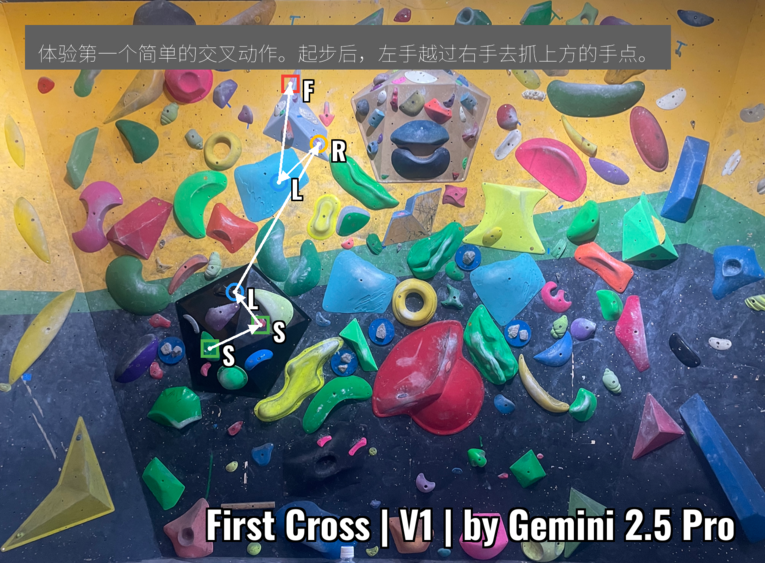 体验第一个简单的交叉动作。起步后，左手越过右手去抓上方的手点。
F
R
L
L
S
S
First Cross | V1 | by Gemini 2.5 Pro